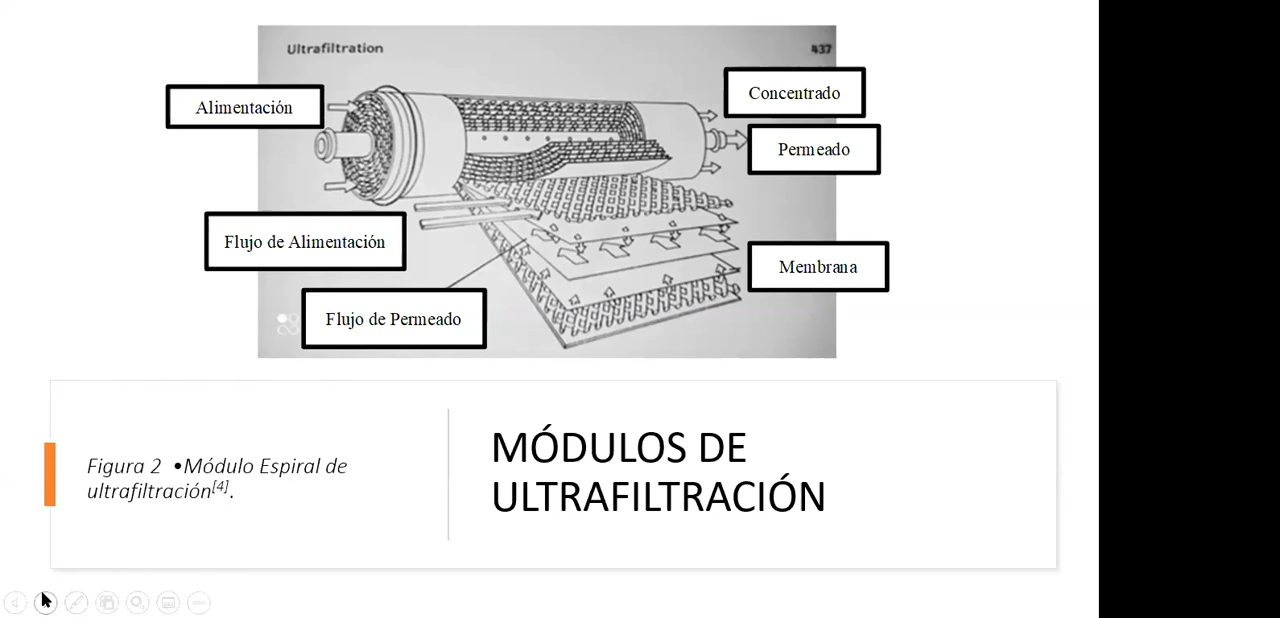 Ultrafiltration 437
Alimentación
Concentrado
Permeado
Flujo de Alimentación
Membrana
Flujo de Permeado
Figura 2 •Módulo Espiral de
ultrafiltración[4].
MÓDULOS DE
ULTRAFILTRACIÓN